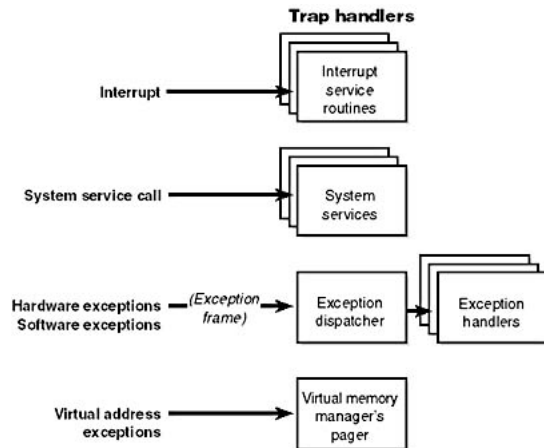 Trap handlers
Interrupt
Interrupt
service
routines
System service call
System
services
Hardware exceptions
Software exceptions
(Exception
frame)
Exception
dispatcher
Exception
handlers
Virtual address
exceptions
Virtual memory
manager's
pager